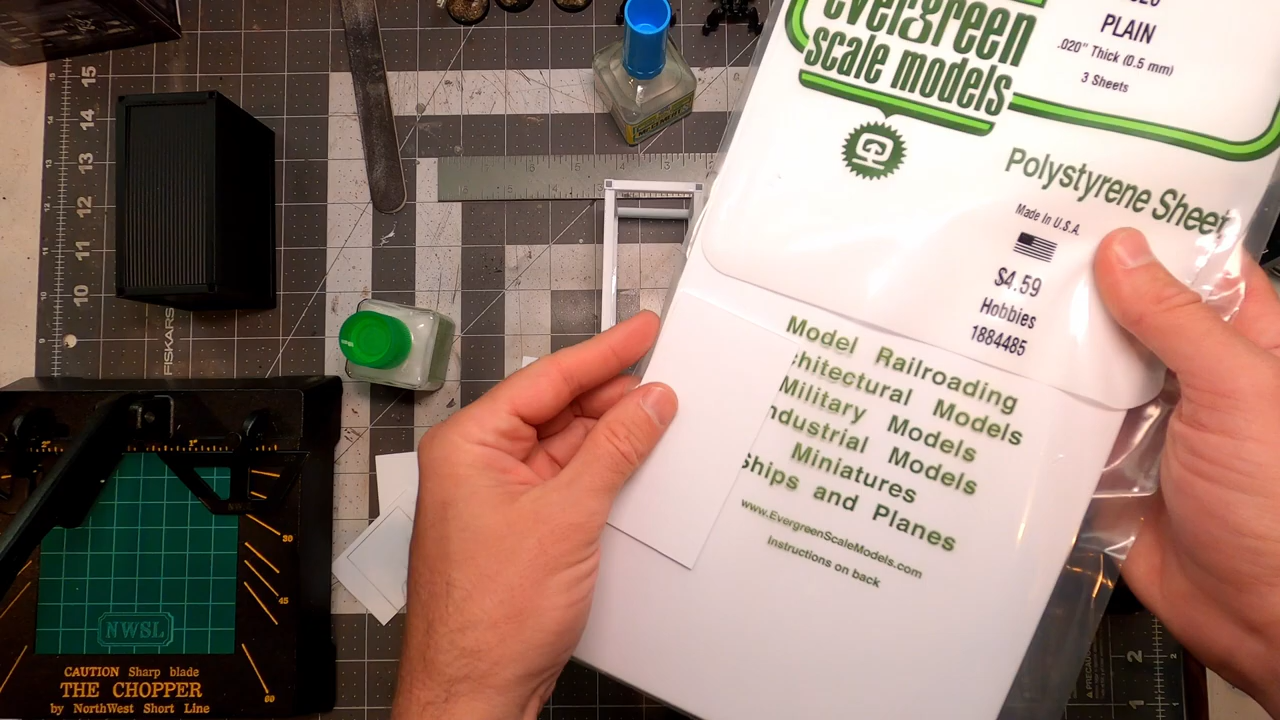 evergreen
scale models
PLAIN
.020" Thick (0.5 mm)
3 Sheets
Polystyrene Sheet
Made In U.S.A.
$4.59
Hobbies
1884485
Model Railroading
chitectural Models
Military Models
ndustrial Models
Miniatures
Ships and Planes
www.EvergreenScaleModels.com
Instructions on back
15
14
13
12
11
10
FISKARS
30
45
60
NWSL
CAUTION Sharp blade
THE CHOPPER
by NorthWest Short Line
2
1